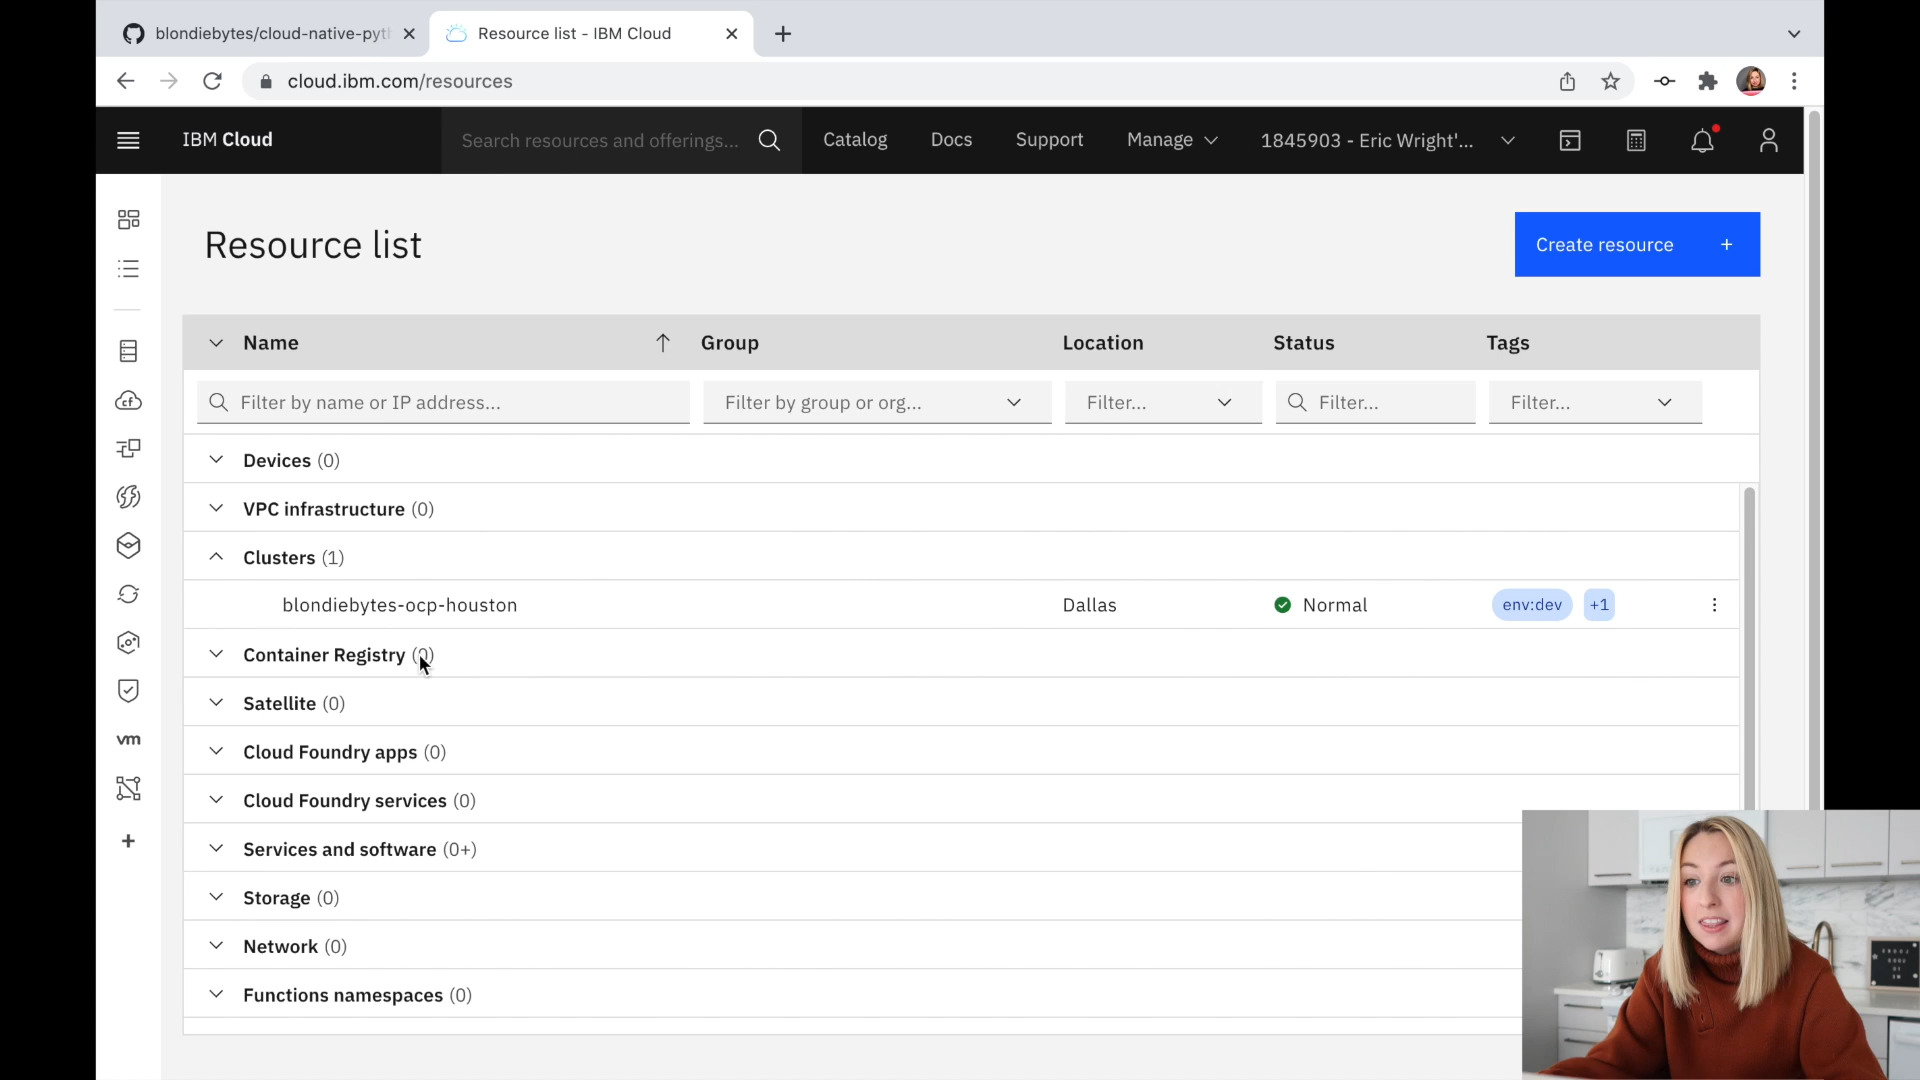 blondiebytes/cloud-native-pyth
Resource list - IBM Cloud
cloud.ibm.com/resources
IBM Cloud
Search resources and offerings...
Catalog
Docs
Support
Manage
1845903 - Eric Wright'...
Resource list
Create resource +
Name
Group
Location
Status
Tags
Filter by name or IP address...
Filter by group or org...
Filter...
Filter...
Filter...
Devices (0)
VPC infrastructure (0)
Clusters (1)
blondiebytes-ocp-houston
Dallas
Normal
env:dev
+1
Container Registry (0)
Satellite (0)
Cloud Foundry apps (0)
vm
Cloud Foundry services (0)
Services and software (0+)
Storage (0)
Network (0)
Functions namespaces (0)